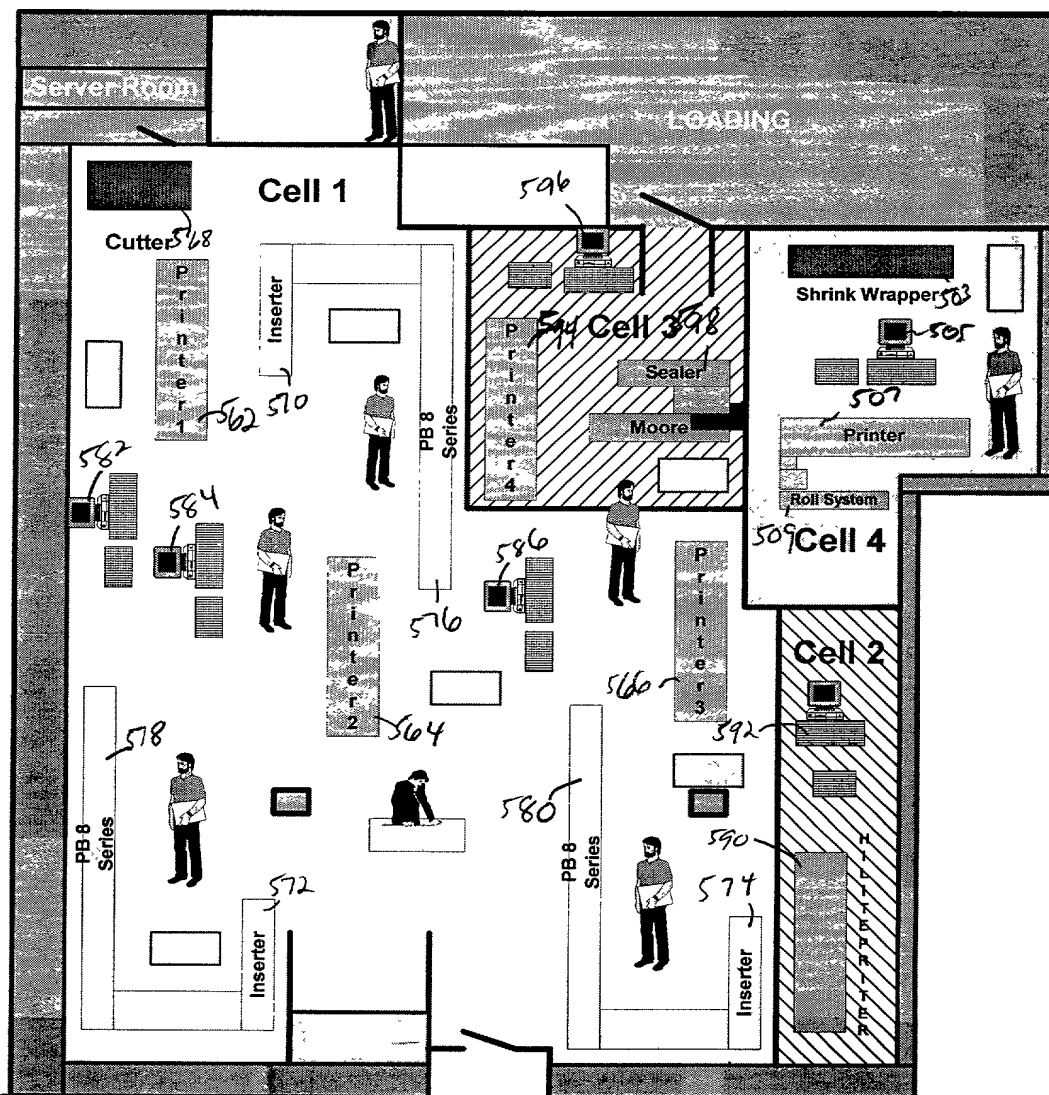 Server Room
LOADING
Cell 1
596
Cutter 568
Printer 1
562
Inserter
570
PB 8
Series
576
Cell 3
594
598
Printer 4
Sealer
Moore
Shrink Wrapper 503
505
507
Printer
Roll System
509
Cell 4
582
584
586
Printer 2
564
Printer 3
566
Cell 2
592
590
HILITEPRITER
578
PB 8
Series
572
Inserter
580
PB 8
Series
574
Inserter